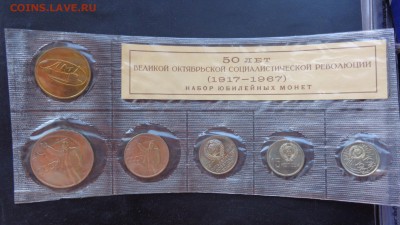 coins.LAVE.RU
50 ЛЕТ
ВЕЛИКОЙ ОКТЯБРЬСКОЙ СОЦИАЛИСТИЧЕСКОЙ РЕВОЛЮЦИИ
(1917-1967)
НАБОР ЮБИЛЕЙНЫХ МОНЕТ